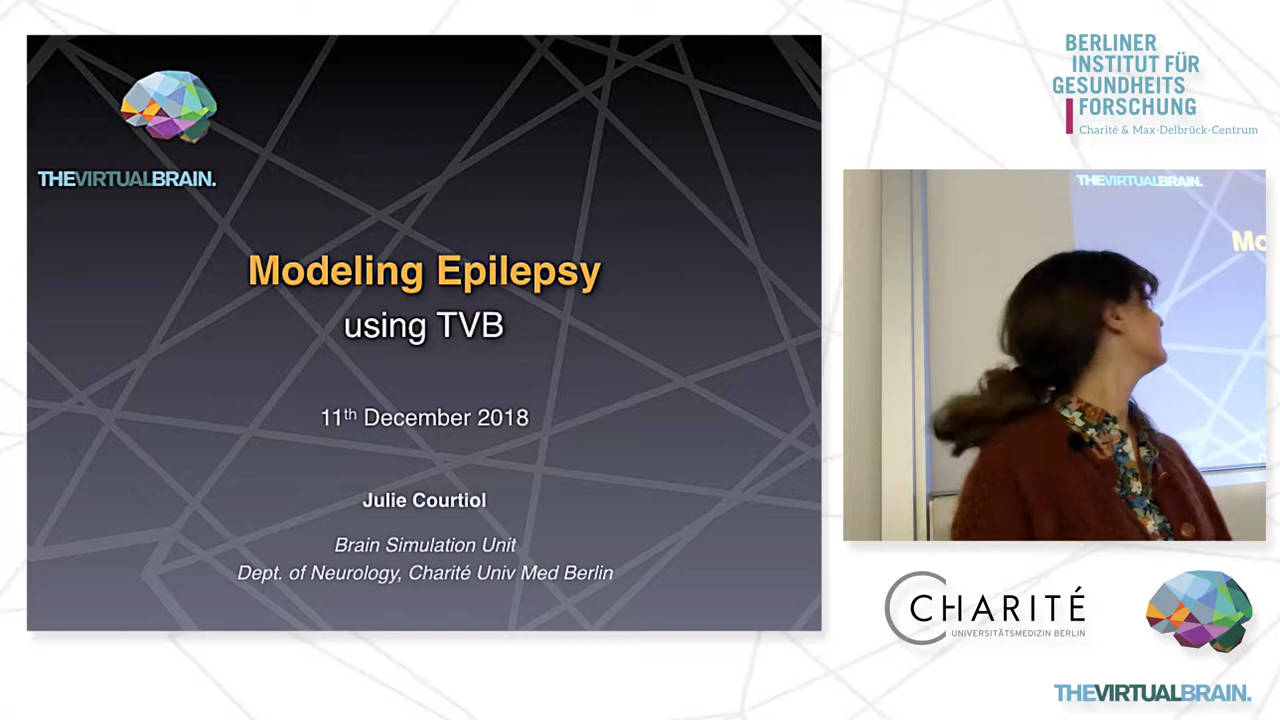 THEVIRTUALBRAIN.
Modeling Epilepsy
using TVB
11th December 2018
Julie Courtiol
Brain Simulation Unit
Dept. of Neurology, Charité Univ Med Berlin
BERLINER
INSTITUT FÜR
GESUNDHEITS
FORSCHUNG
Charité & Max-Delbrück-Centrum
THEVIRTUALBRAIN.
Mo
CHARITÉ
UNIVERSITÄTSMEDIZIN BERLIN
THEVIRTUALBRAIN.